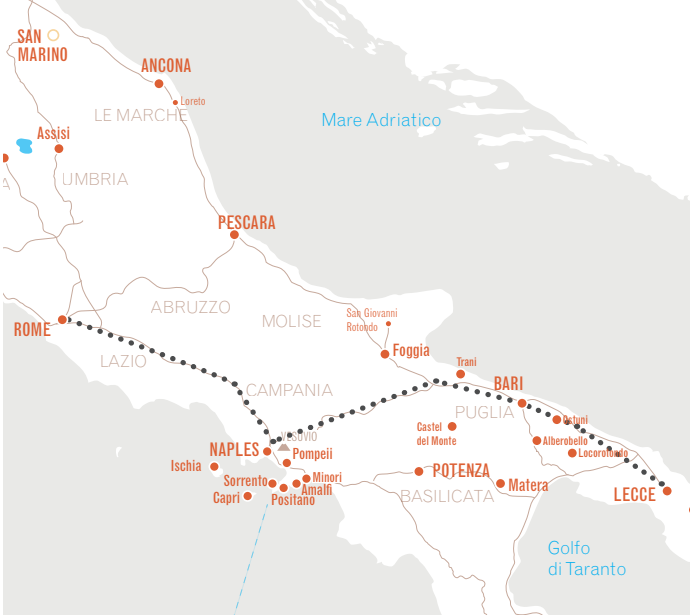 SAN
MARINO
ANCONA
Loreto
LE MARCHE
Mare Adriatico
Assisi
UMBRIA
A
PESCARA
ABRUZZO
MOLISE
San Giovanni
Rotondo
ROME
Foggia
LAZIO
Trani
CAMPANIA
BARI
PUGLIA
Ostuni
Castel
del Monte
VESUVIO
NAPLES
Pompeii
Alberobello
Locorotondo
Ischia
POTENZA
Sorrento
Minori
Matera
Amalfi
Capri
Positano
BASILICATA
LECCE
Golfo
di Taranto